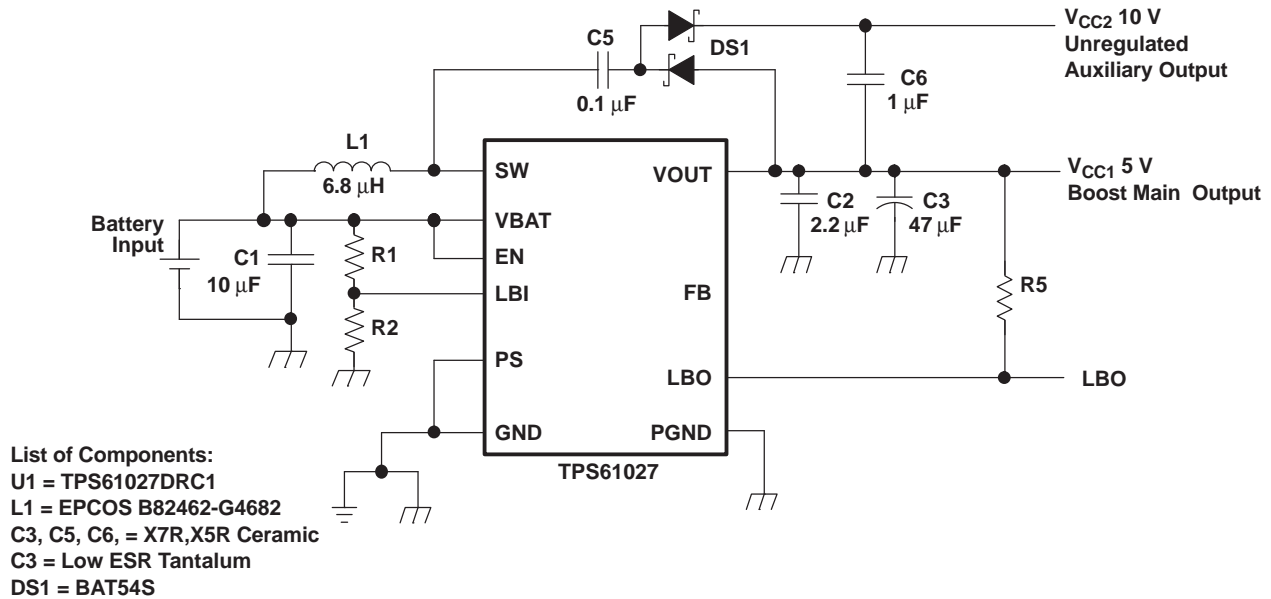 V_CC2 10 V
Unregulated
Auxiliary Output
C5
DS1
0.1 μF
C6
1 μF
L1
6.8 μH
SW
VOUT
V_CC1 5 V
Boost Main Output
Battery
Input
VBAT
EN
C1
10 μF
R1
LBI
R2
C2
2.2 μF
C3
47 μF
FB
R5
PS
LBO
LBO
GND
PGND
TPS61027
List of Components:
U1 = TPS61027DRC1
L1 = EPCOS B82462-G4682
C3, C5, C6, = X7R,X5R Ceramic
C3 = Low ESR Tantalum
DS1 = BAT54S